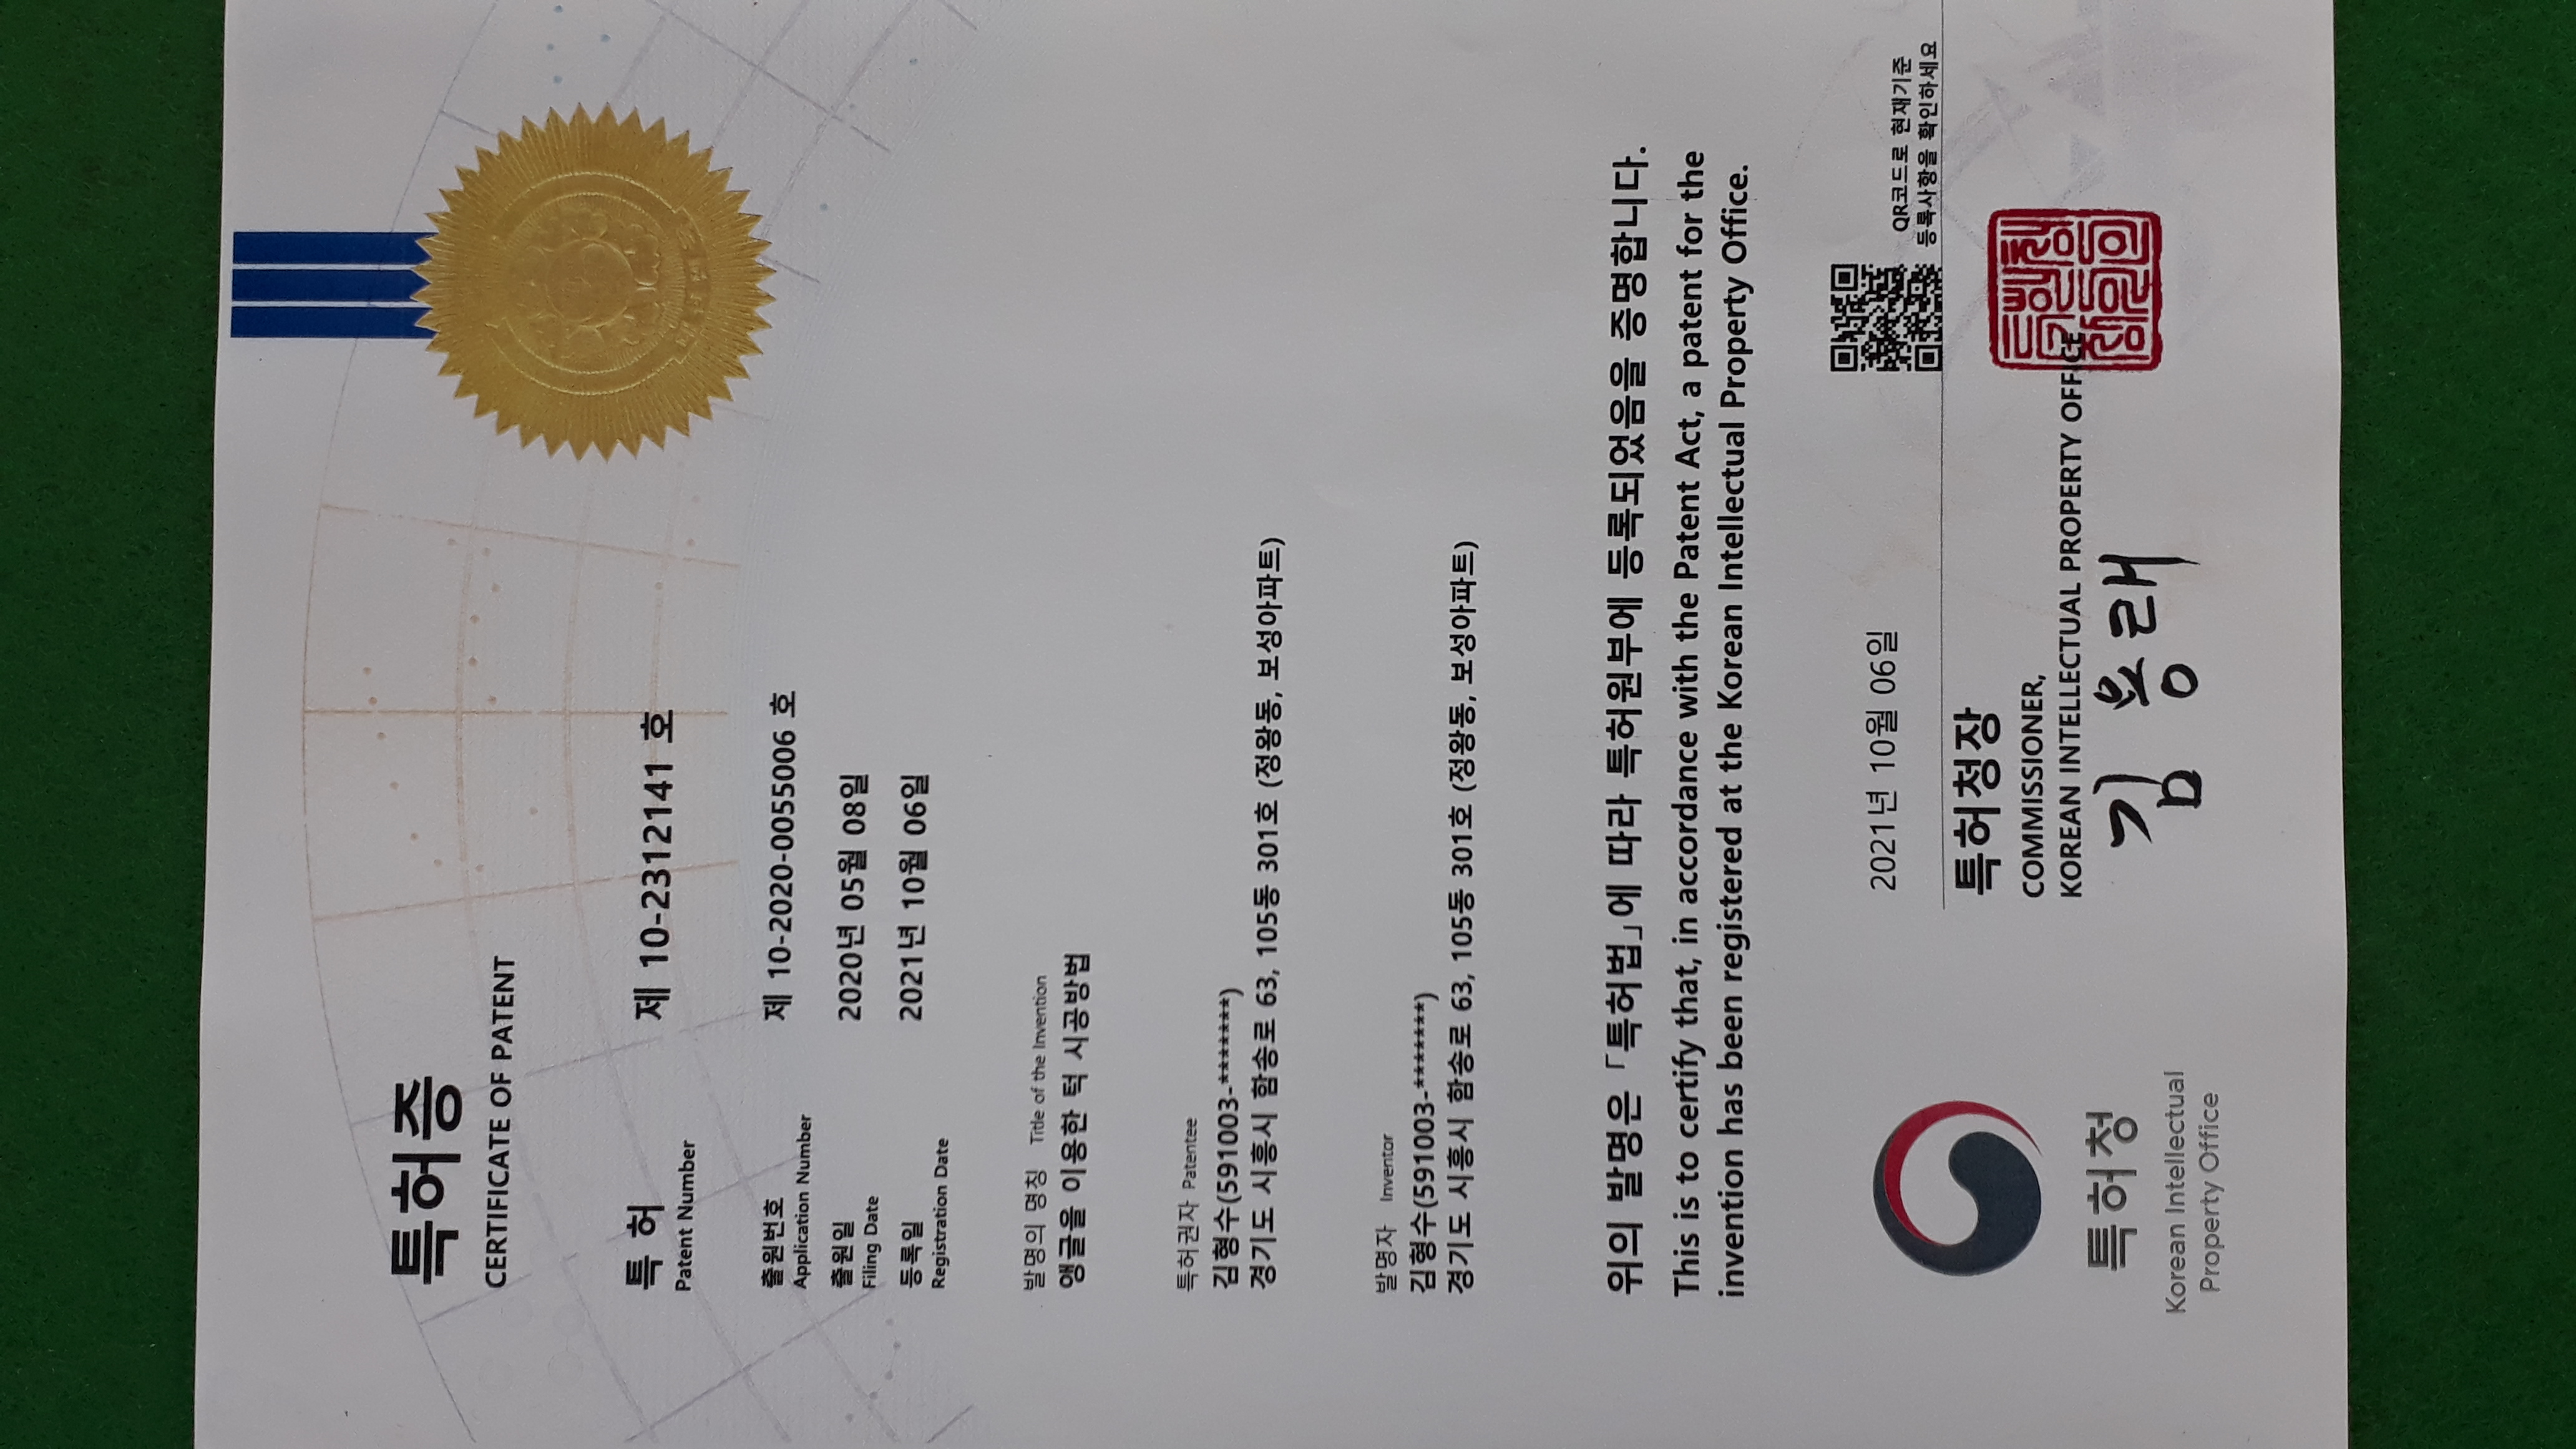 특허증
CERTIFICATE OF PATENT
특 허 제 10-2312141 호
Patent Number
출원번호 제 10-2020-0055006 호
Application Number
출원일 2020년 05월 08일
Filing Date
등록일 2021년 10월 06일
Registration Date
발명의 명칭 Title of the Invention
앵글을 이용한 턱 시공방법
특허권자 Patentee
김형수(591003-*******)
경기도 시흥시 함송로 63, 105동 301호 (정왕동, 보성아파트)
발명자 Inventor
김형수(591003-*******)
경기도 시흥시 함송로 63, 105동 301호 (정왕동, 보성아파트)
위의 발명은 「특허법」에 따라 특허원부에 등록되었음을 증명합니다.
This is to certify that, in accordance with the Patent Act, a patent for the
invention has been registered at the Korean Intellectual Property Office.
2021년 10월 06일
QR코드로 현재기준
등록사항을 확인하세요
특허청장
COMMISSIONER,
KOREAN INTELLECTUAL PROPERTY OFFICE
김용래
특허청
Korean Intellectual
Property Office